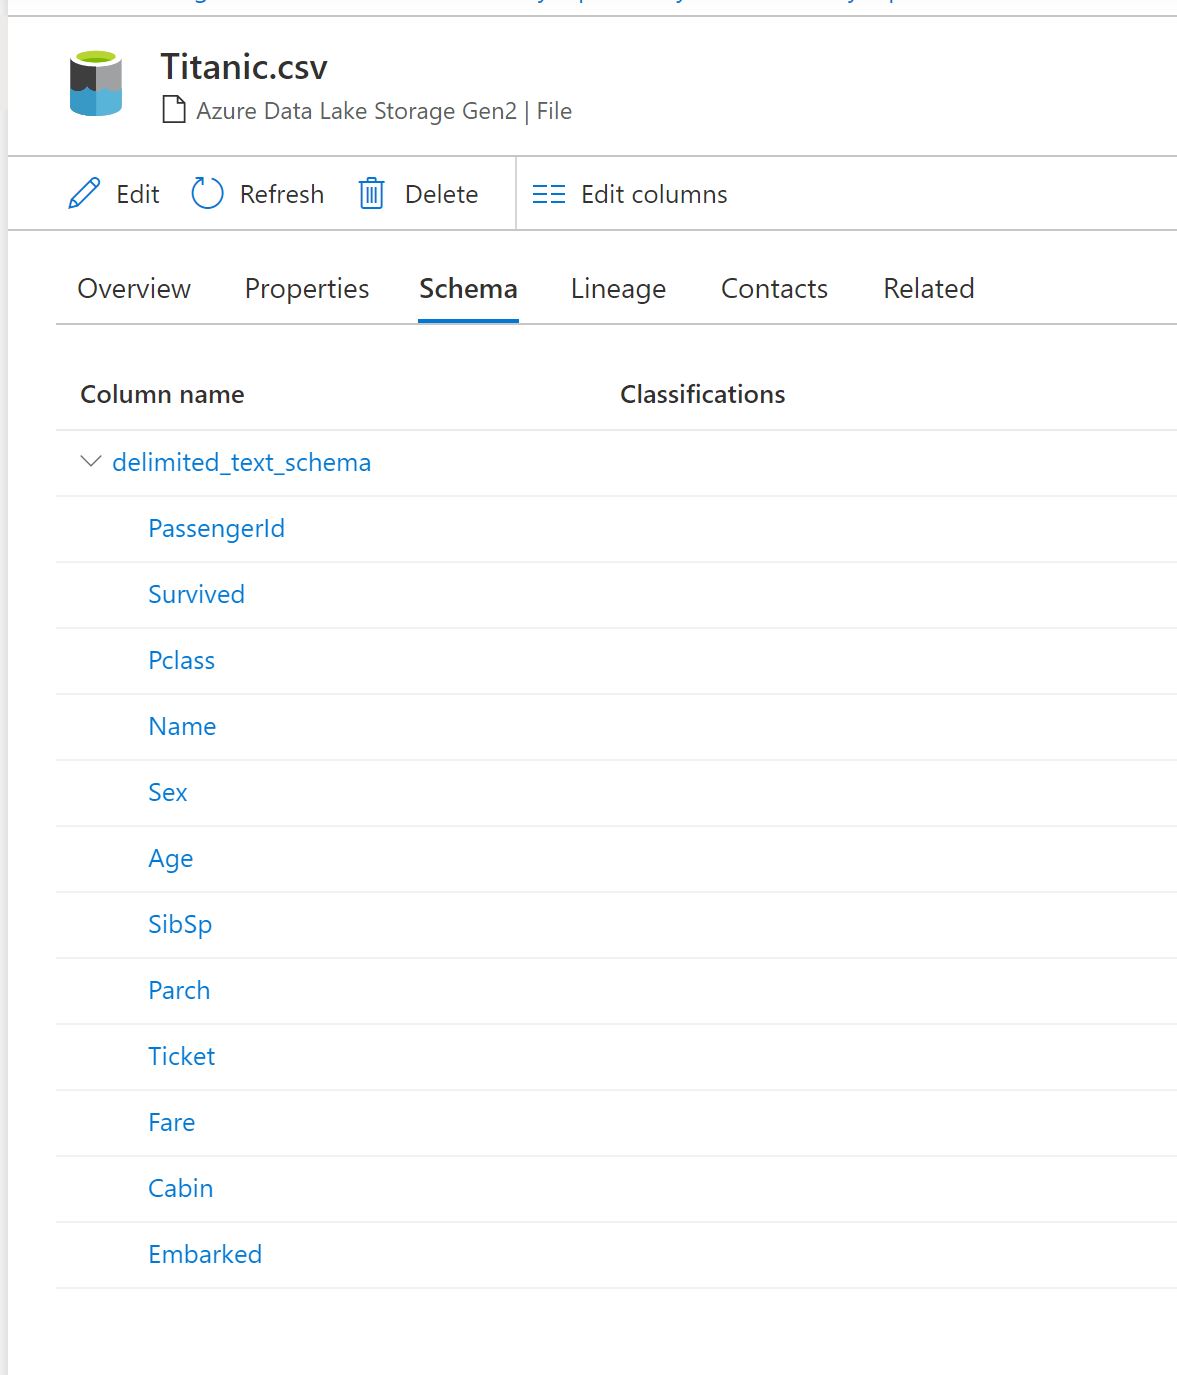 Titanic.csv
Azure Data Lake Storage Gen2 | File
Edit Refresh Delete Edit columns
Overview Properties Schema Lineage Contacts Related
Column name Classifications
delimited_text_schema
PassengerId
Survived
Pclass
Name
Sex
Age
SibSp
Parch
Ticket
Fare
Cabin
Embarked